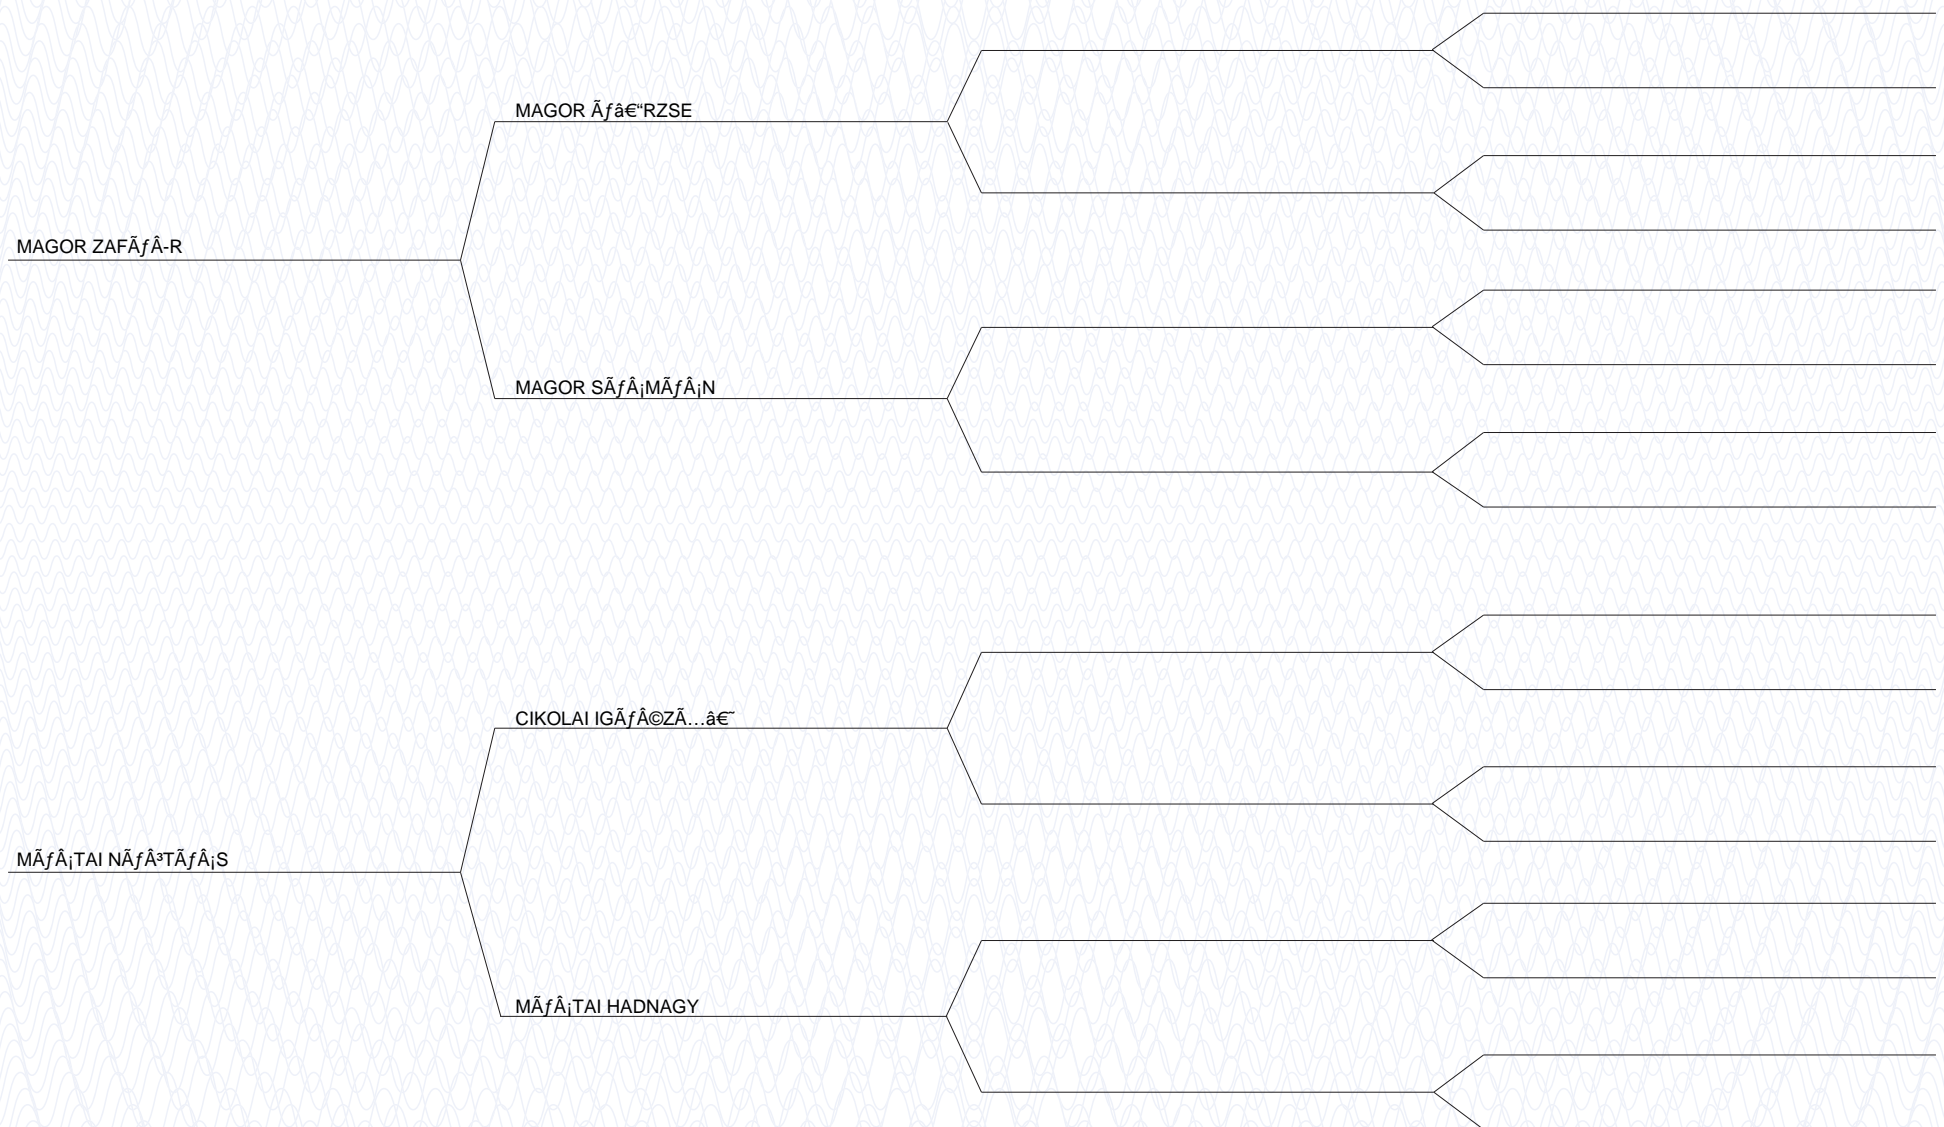 MAGOR Ãƒâ€“RZSE
MAGOR ZAFÃƒÂ-R
MAGOR SÃƒÂ¡MÃƒÂ¡N
CIKOLAI IGÃƒÂ©ZÃ…â€˜
MÃƒÂ¡TAI NÃƒÂ³TÃƒÂ¡S
MÃƒÂ¡TAI HADNAGY